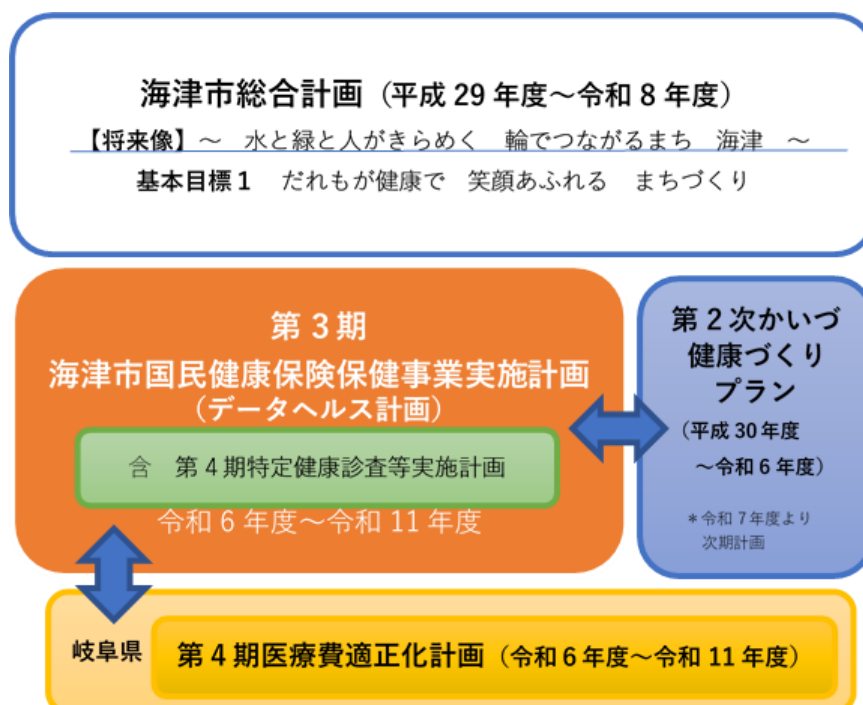 海津市総合計画（平成 29 年度～令和 8 年度）
【将来像】～　水と緑と人がきらめく　輪でつながるまち　海津　～
基本目標 1　だれもが健康で　笑顔あふれる　まちづくり
第 3 期
海津市国民健康保険保健事業実施計画
（データヘルス計画）
含　第 4 期特定健康診査等実施計画
令和 6 年度～令和 11 年度
第 2 次かいづ
健康づくり
プラン
（平成 30 年度
～令和 6 年度）
＊令和 7 年度より
次期計画
岐阜県
第 4 期医療費適正化計画（令和 6 年度～令和 11 年度）